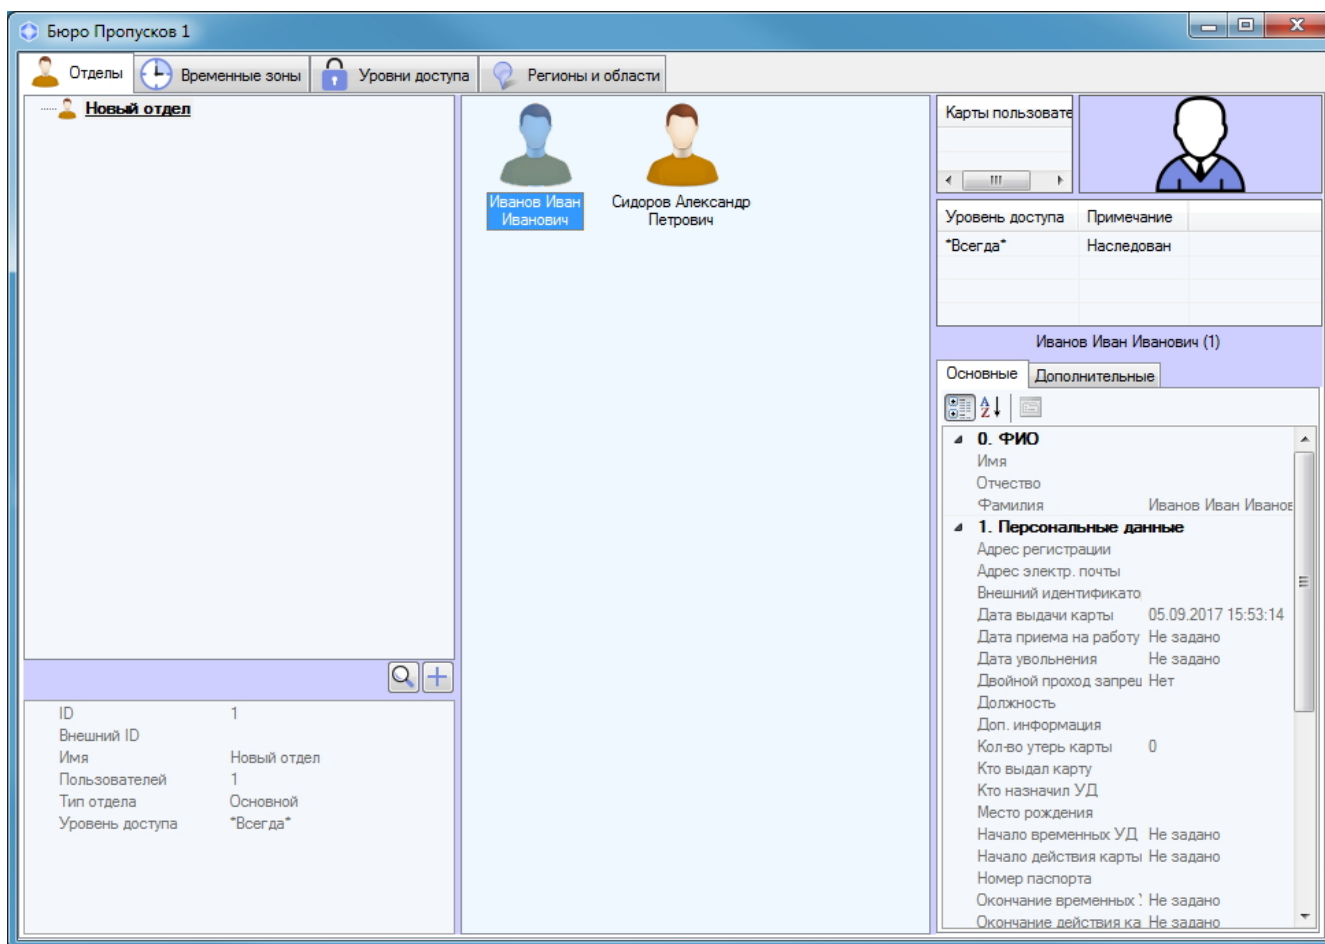 Бюро Пропусков 1
Отделы
Временные зоны
Уровни доступа
Регионы и области
Новый отдел
Иванов Иван
Иванович
Сидоров Александр
Петрович
ID 1
Внешний ID
Имя Новый отдел
Пользователей 1
Тип отдела Основной
Уровень доступа *Всегда*
Карты пользовате
Уровень доступа Примечание
*Всегда* Наследован
Иванов Иван Иванович (1)
Основные Дополнительные
0. ФИО
Имя
Отчество
Фамилия Иванов Иван Иванов
1. Персональные данные
Адрес регистрации
Адрес электр. почты
Внешний идентификато
Дата выдачи карты 05.09.2017 15:53:14
Дата приема на работу Не задано
Дата увольнения Не задано
Двойной проход запрещ Нет
Должность
Доп. информация
Кол-во утерь карты 0
Кто выдал карту
Кто назначил УД
Место рождения
Начало временных УД Не задано
Начало действия карты Не задано
Номер паспорта
Окончание временных У Не задано
Окончание действия ка Не задано